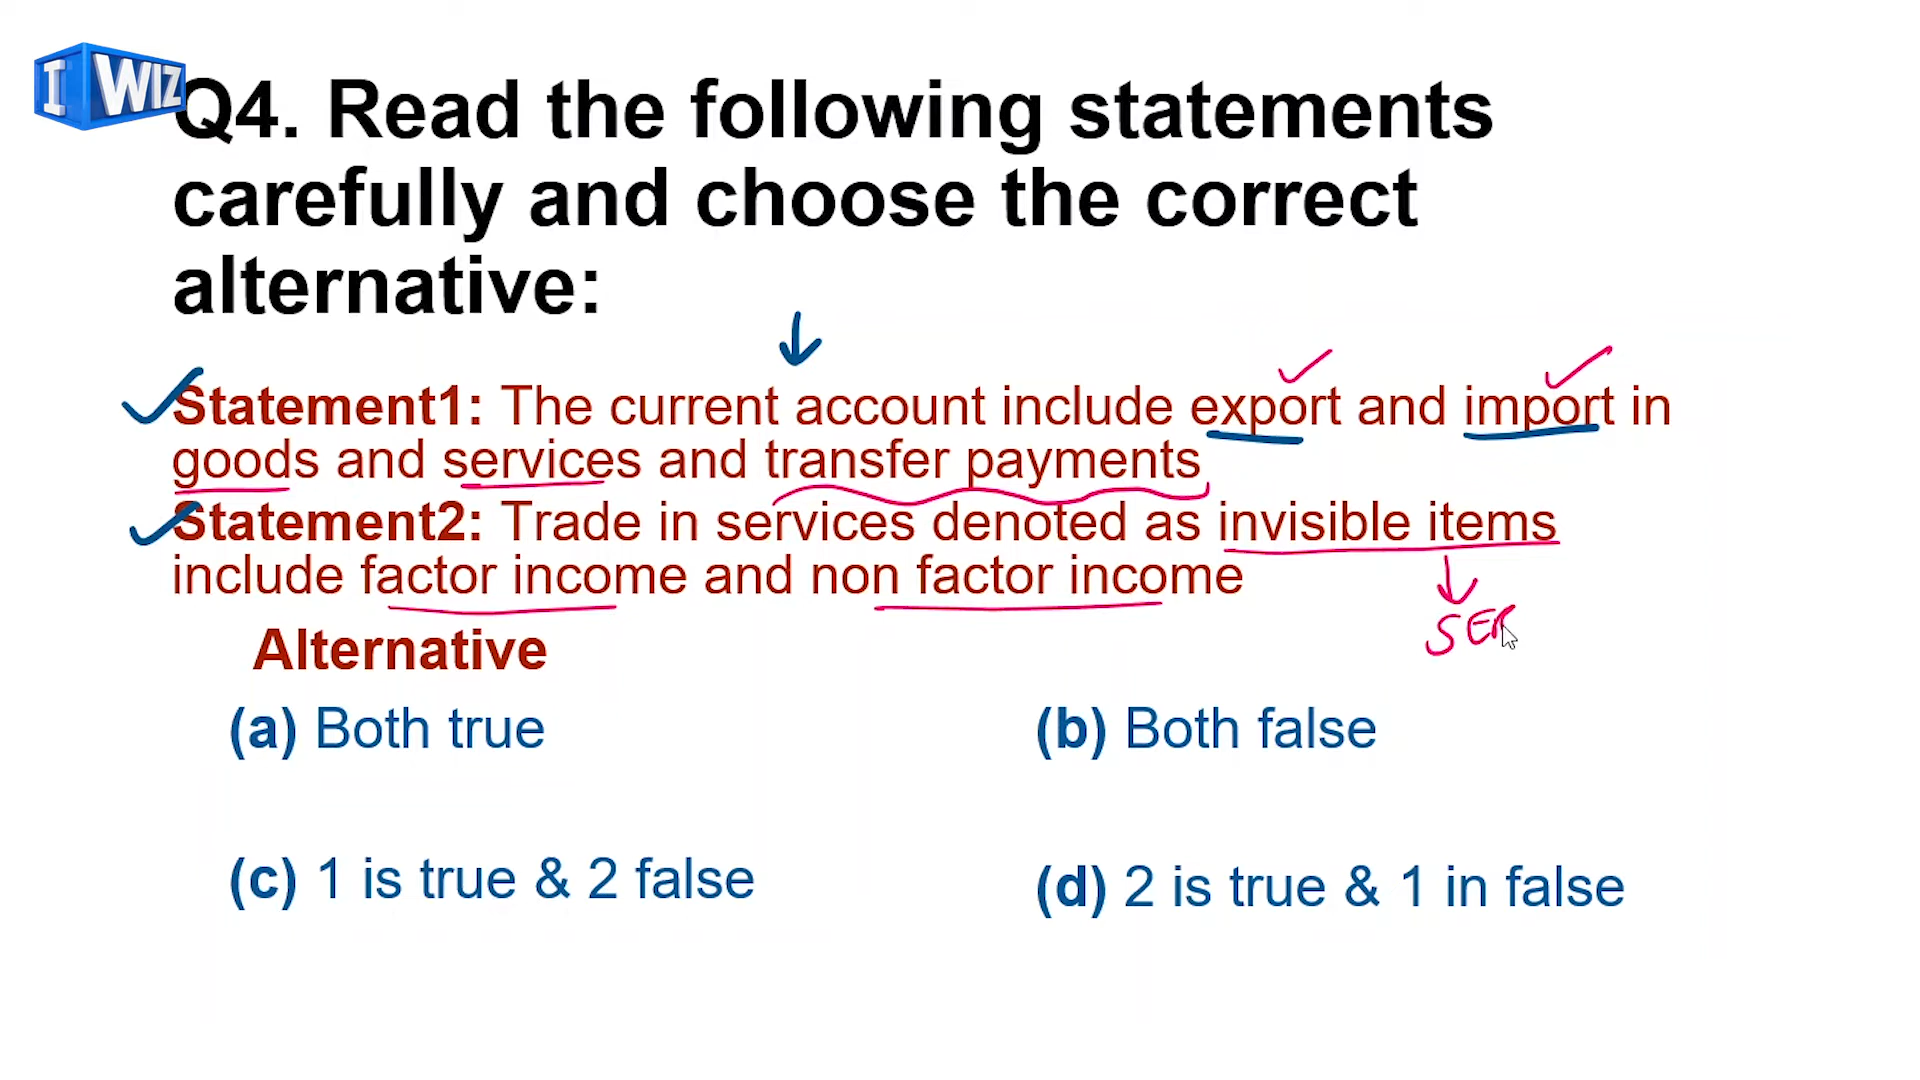 I WIZ
Q4. Read the following statements
carefully and choose the correct
alternative:
Statement1: The current account include export and import in
goods and services and transfer payments
Statement2: Trade in services denoted as invisible items
include factor income and non factor income
SER
Alternative
(a) Both true
(b) Both false
(c) 1 is true & 2 false
(d) 2 is true & 1 in false